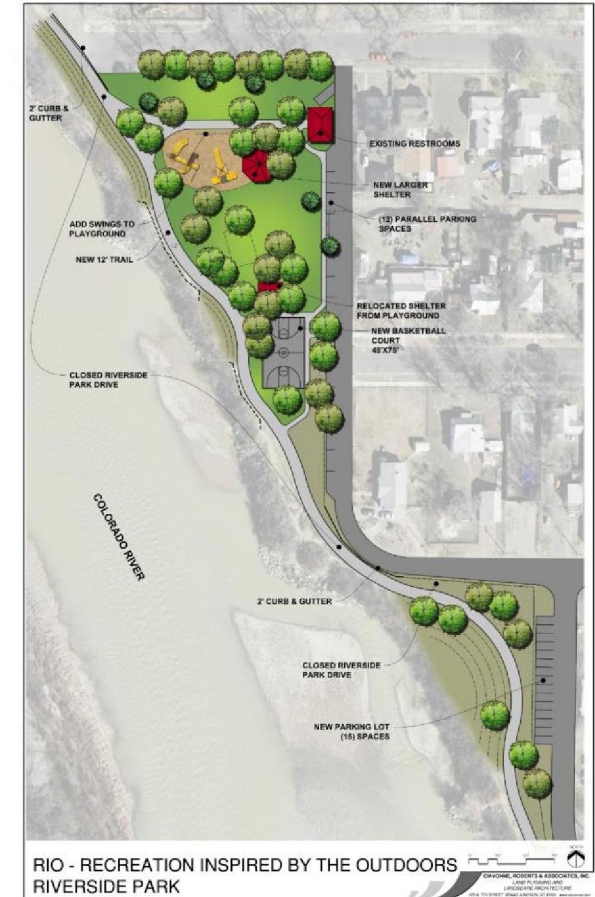 2' CURB &
GUTTER
EXISTING RESTROOMS
NEW LARGER
SHELTER
(12) PARALLEL PARKING
SPACES
ADD SWINGS TO
PLAYGROUND
NEW 12' TRAIL
RELOCATED SHELTER
FROM PLAYGROUND
NEW BASKETBALL
COURT
45'X75'
CLOSED RIVERSIDE
PARK DRIVE
COLORADO RIVER
2' CURB & GUTTER
CLOSED RIVERSIDE
PARK DRIVE
NEW PARKING LOT
(15) SPACES
RIO - RECREATION INSPIRED BY THE OUTDOORS
RIVERSIDE PARK
NORTH
CIAVONNE, ROBERTS & ASSOCIATES, INC.
LAND PLANNING AND
LANDSCAPE ARCHITECTURE